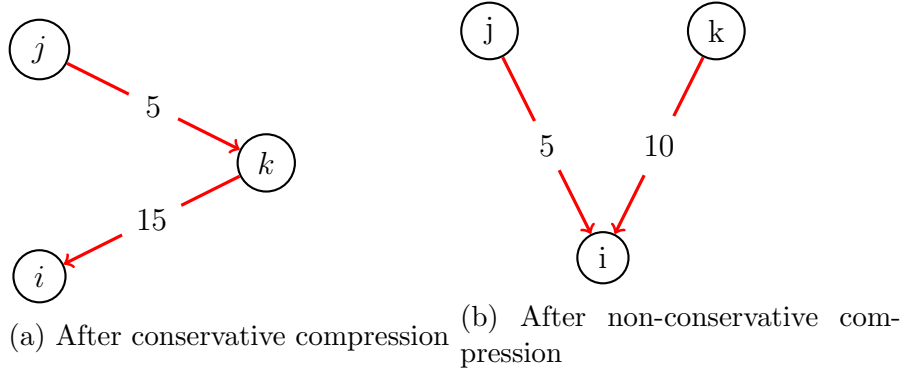 j
5
k
15
i
(a) After conservative compression
j
k
5
10
i
(b) After non-conservative com-
pression